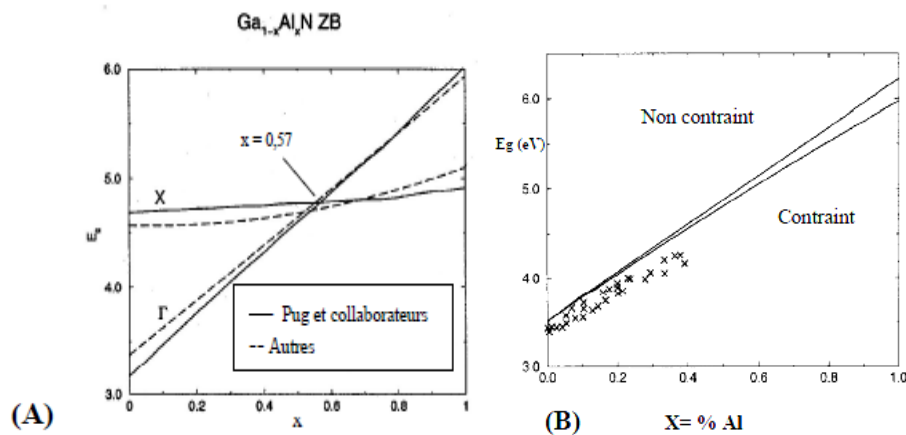 Ga₁₋ₓAlₓN ZB
6.0
5.0
4.0
3.0
E₉
x = 0,57
X
Γ
Pug et collaborateurs
Autres
0
0.2
0.4
0.6
0.8
1
x
(A)
6.0
Eg (eV)
5.0
4.0
3.0
Non contraint
Contraint
0.0
0.2
0.4
0.6
0.8
1.0
(B)
X= % Al